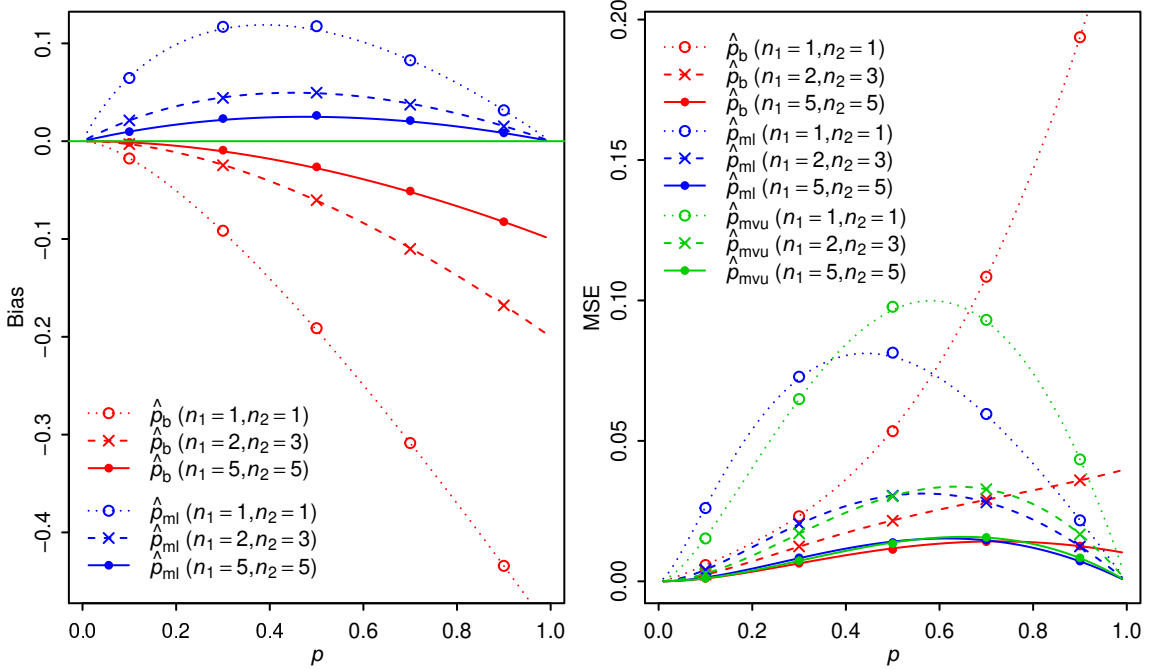 Bias
0.1
0.0
−0.1
−0.2
−0.3
−0.4
p̂b (n1 = 1, n2 = 1)
p̂b (n1 = 2, n2 = 3)
p̂b (n1 = 5, n2 = 5)
p̂ml (n1 = 1, n2 = 1)
p̂ml (n1 = 2, n2 = 3)
p̂ml (n1 = 5, n2 = 5)
0.0 0.2 0.4 0.6 0.8 1.0
p
MSE
0.20
0.15
0.10
0.05
0.00
p̂b (n1 = 1, n2 = 1)
p̂b (n1 = 2, n2 = 3)
p̂b (n1 = 5, n2 = 5)
p̂ml (n1 = 1, n2 = 1)
p̂ml (n1 = 2, n2 = 3)
p̂ml (n1 = 5, n2 = 5)
p̂mvu (n1 = 1, n2 = 1)
p̂mvu (n1 = 2, n2 = 3)
p̂mvu (n1 = 5, n2 = 5)
0.0 0.2 0.4 0.6 0.8 1.0
p